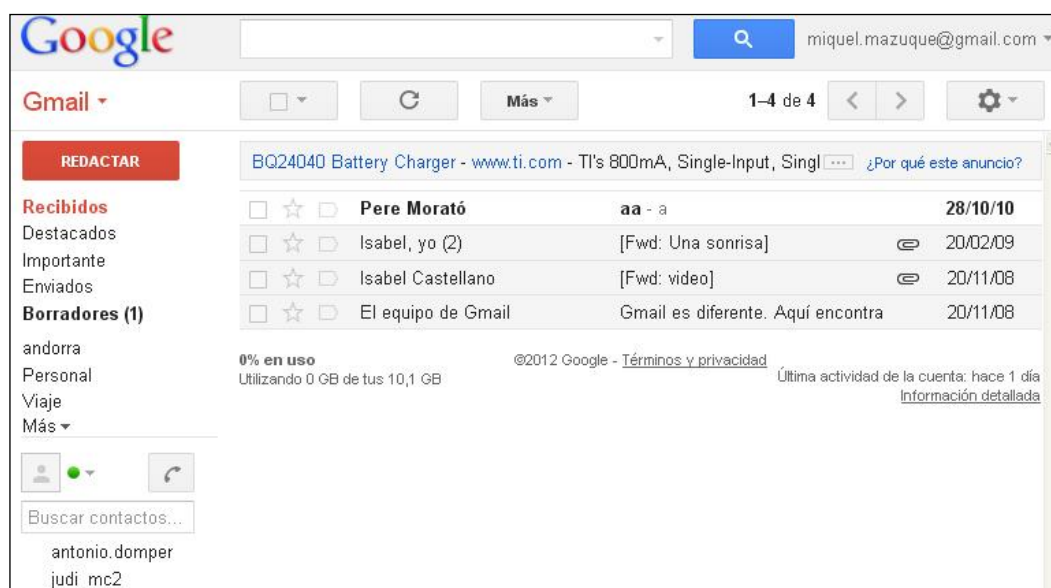 Google
miquel.mazuque@gmail.com
Gmail
Más
1–4 de 4
REDACTAR
BQ24040 Battery Charger - www.ti.com - TI's 800mA, Single-Input, Singl ... ¿Por qué este anuncio?
Recibidos
Destacados
Importante
Enviados
Borradores (1)
andorra
Personal
Viaje
Más
Pere Morató aa - a 28/10/10
Isabel, yo (2) [Fwd: Una sonrisa] 20/02/09
Isabel Castellano [Fwd: video] 20/11/08
El equipo de Gmail Gmail es diferente. Aquí encontra 20/11/08
0% en uso
Utilizando 0 GB de tus 10,1 GB
©2012 Google - Términos y privacidad
Última actividad de la cuenta: hace 1 día
Información detallada
Buscar contactos...
antonio.domper
judi_mc2